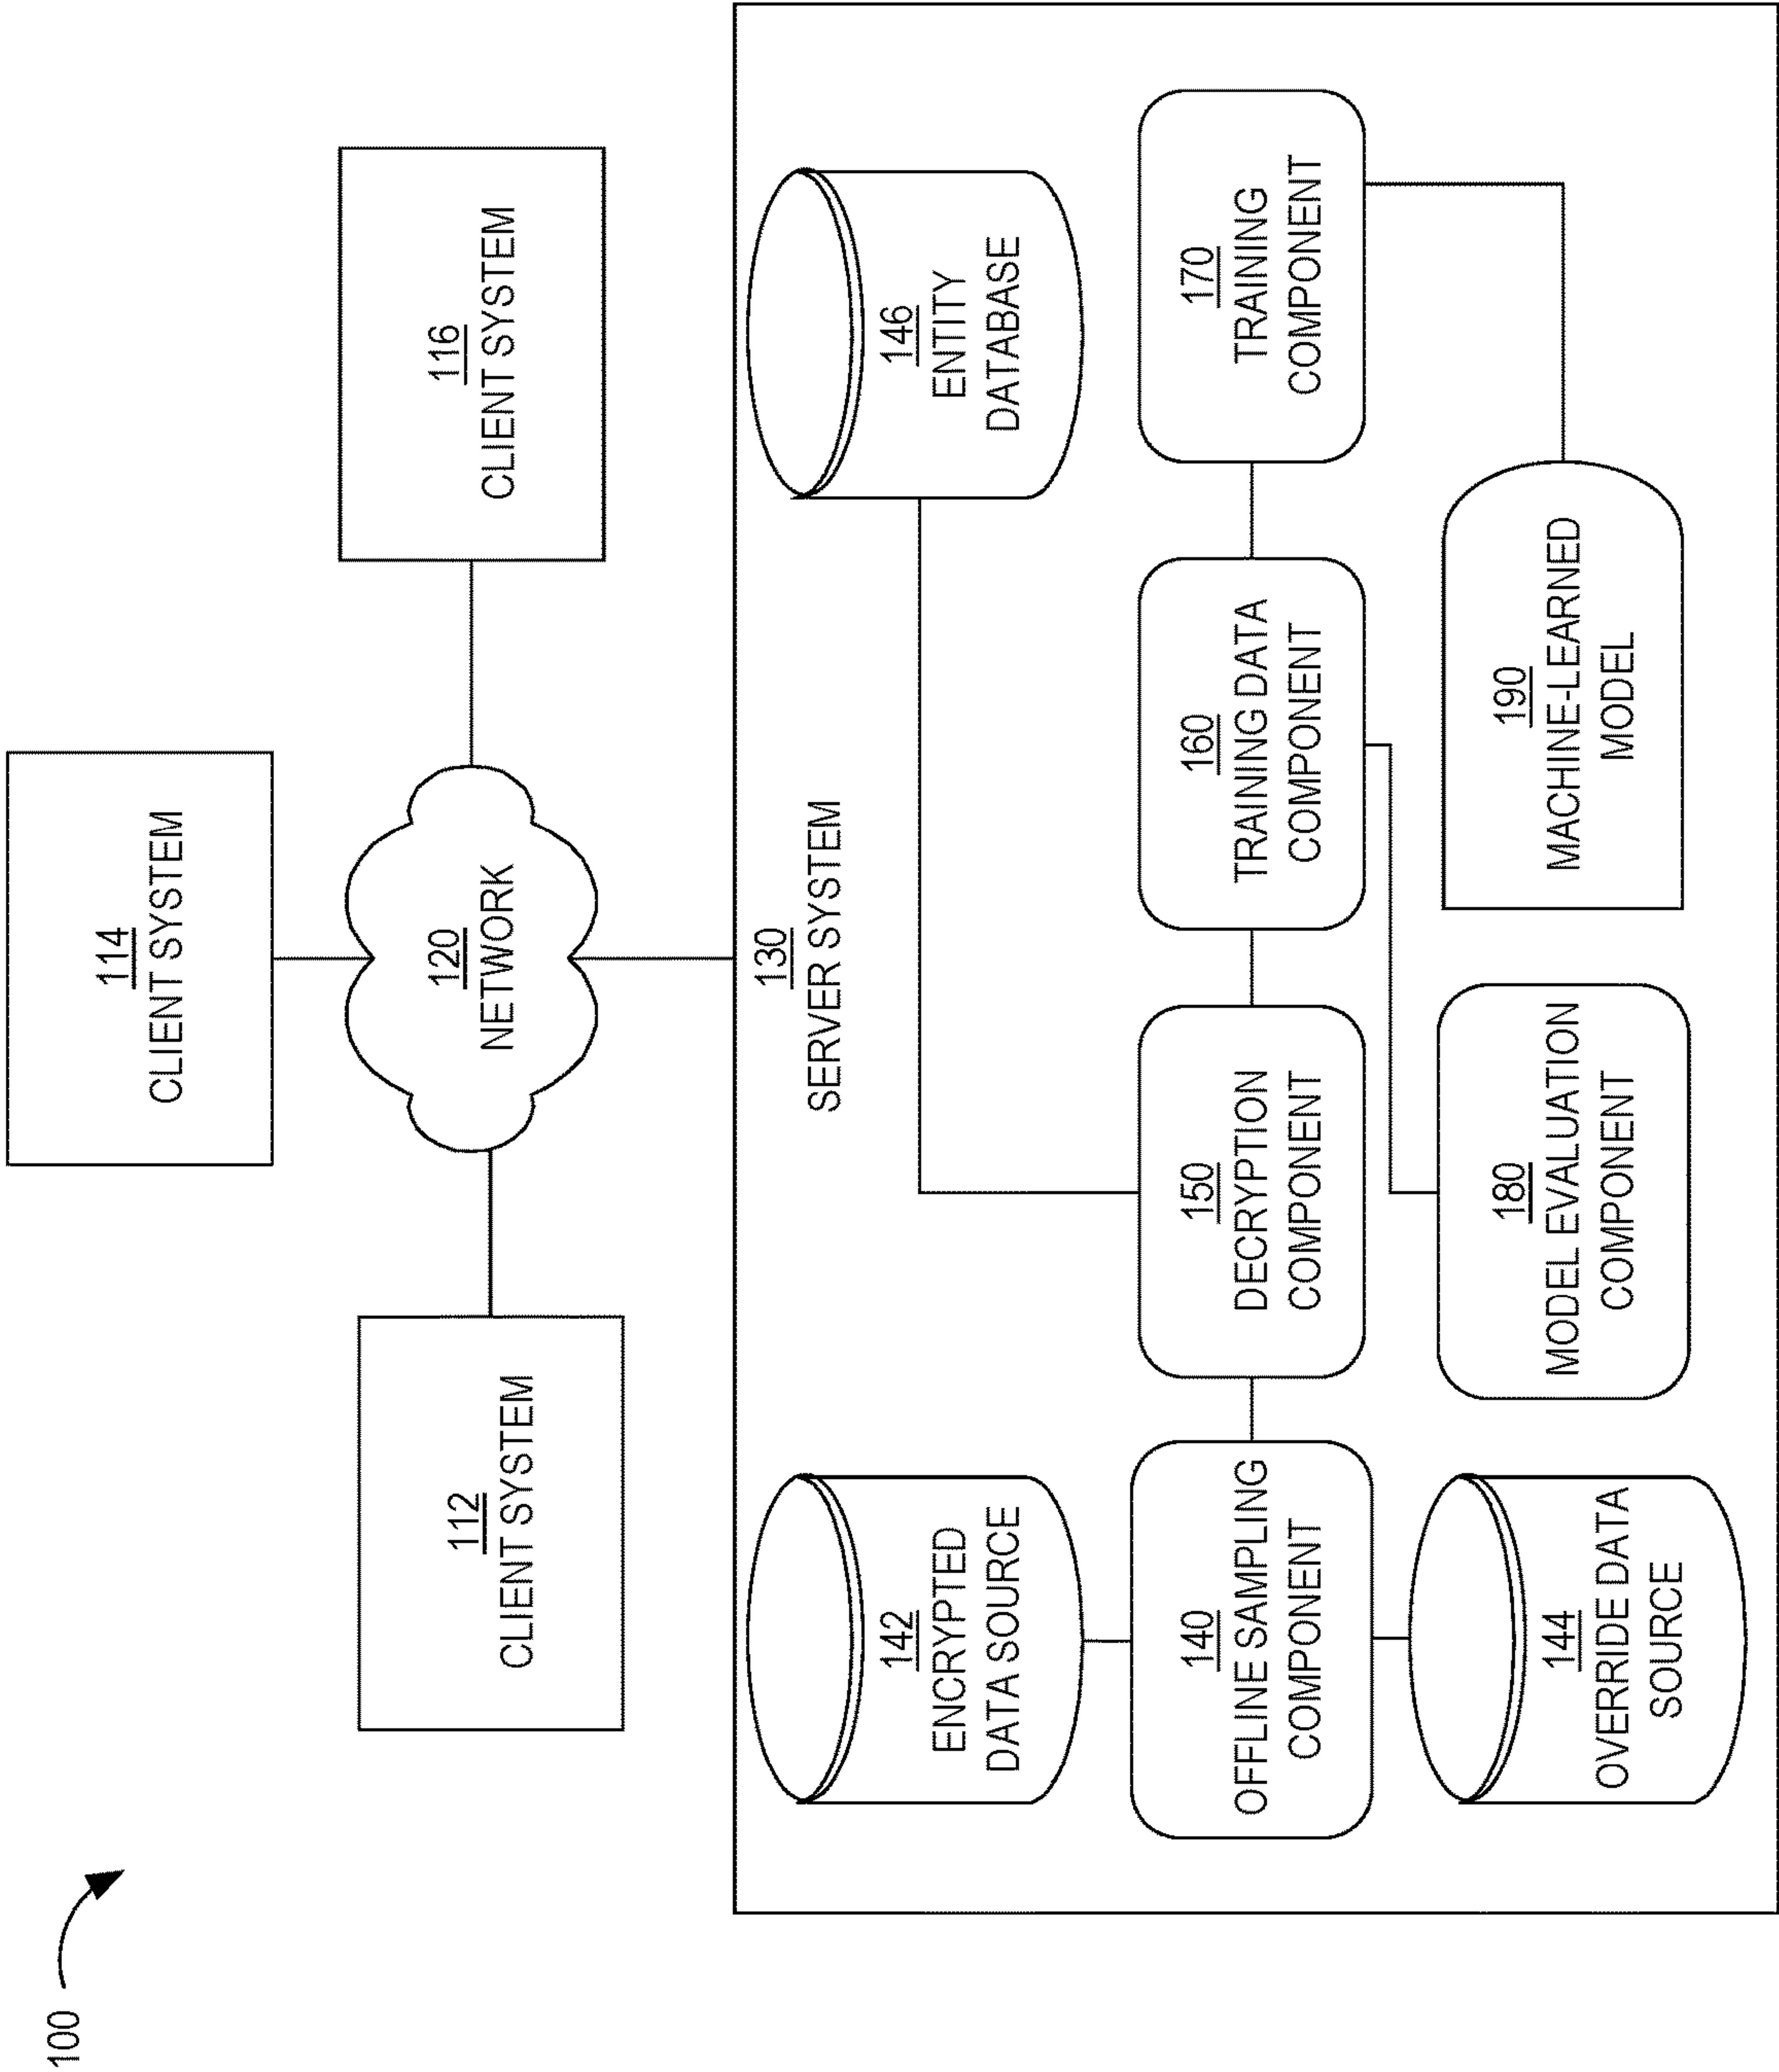 100
114
CLIENT SYSTEM
112
CLIENT SYSTEM
120
NETWORK
116
CLIENT SYSTEM
130
SERVER SYSTEM
142
ENCRYPTED
DATA SOURCE
146
ENTITY
DATABASE
140
OFFLINE SAMPLING
COMPONENT
150
DECRYPTION
COMPONENT
160
TRAINING DATA
COMPONENT
170
TRAINING
COMPONENT
144
OVERRIDE DATA
SOURCE
180
MODEL EVALUATION
COMPONENT
190
MACHINE-LEARNED
MODEL